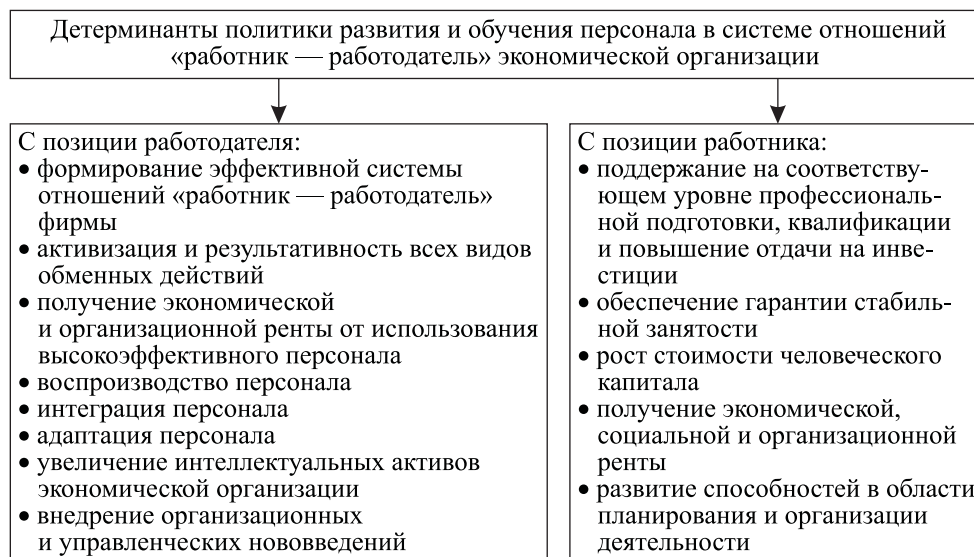 Детерминанты политики развития и обучения персонала в системе отношений
«работник — работодатель» экономической организации
С позиции работодателя:
• формирование эффективной системы
отношений «работник — работодатель»
фирмы
• активизация и результативность всех видов
обменных действий
• получение экономической
и организационной ренты от использования
высокоэффективного персонала
• воспроизводство персонала
• интеграция персонала
• адаптация персонала
• увеличение интеллектуальных активов
экономической организации
• внедрение организационных
и управленческих нововведений
С позиции работника:
• поддержание на соответству-
ющем уровне профессиональ-
ной подготовки, квалификации
и повышение отдачи на инве-
стиции
• обеспечение гарантии стабиль-
ной занятости
• рост стоимости человеческого
капитала
• получение экономической,
социальной и организационной
ренты
• развитие способностей в области
планирования и организации
деятельности